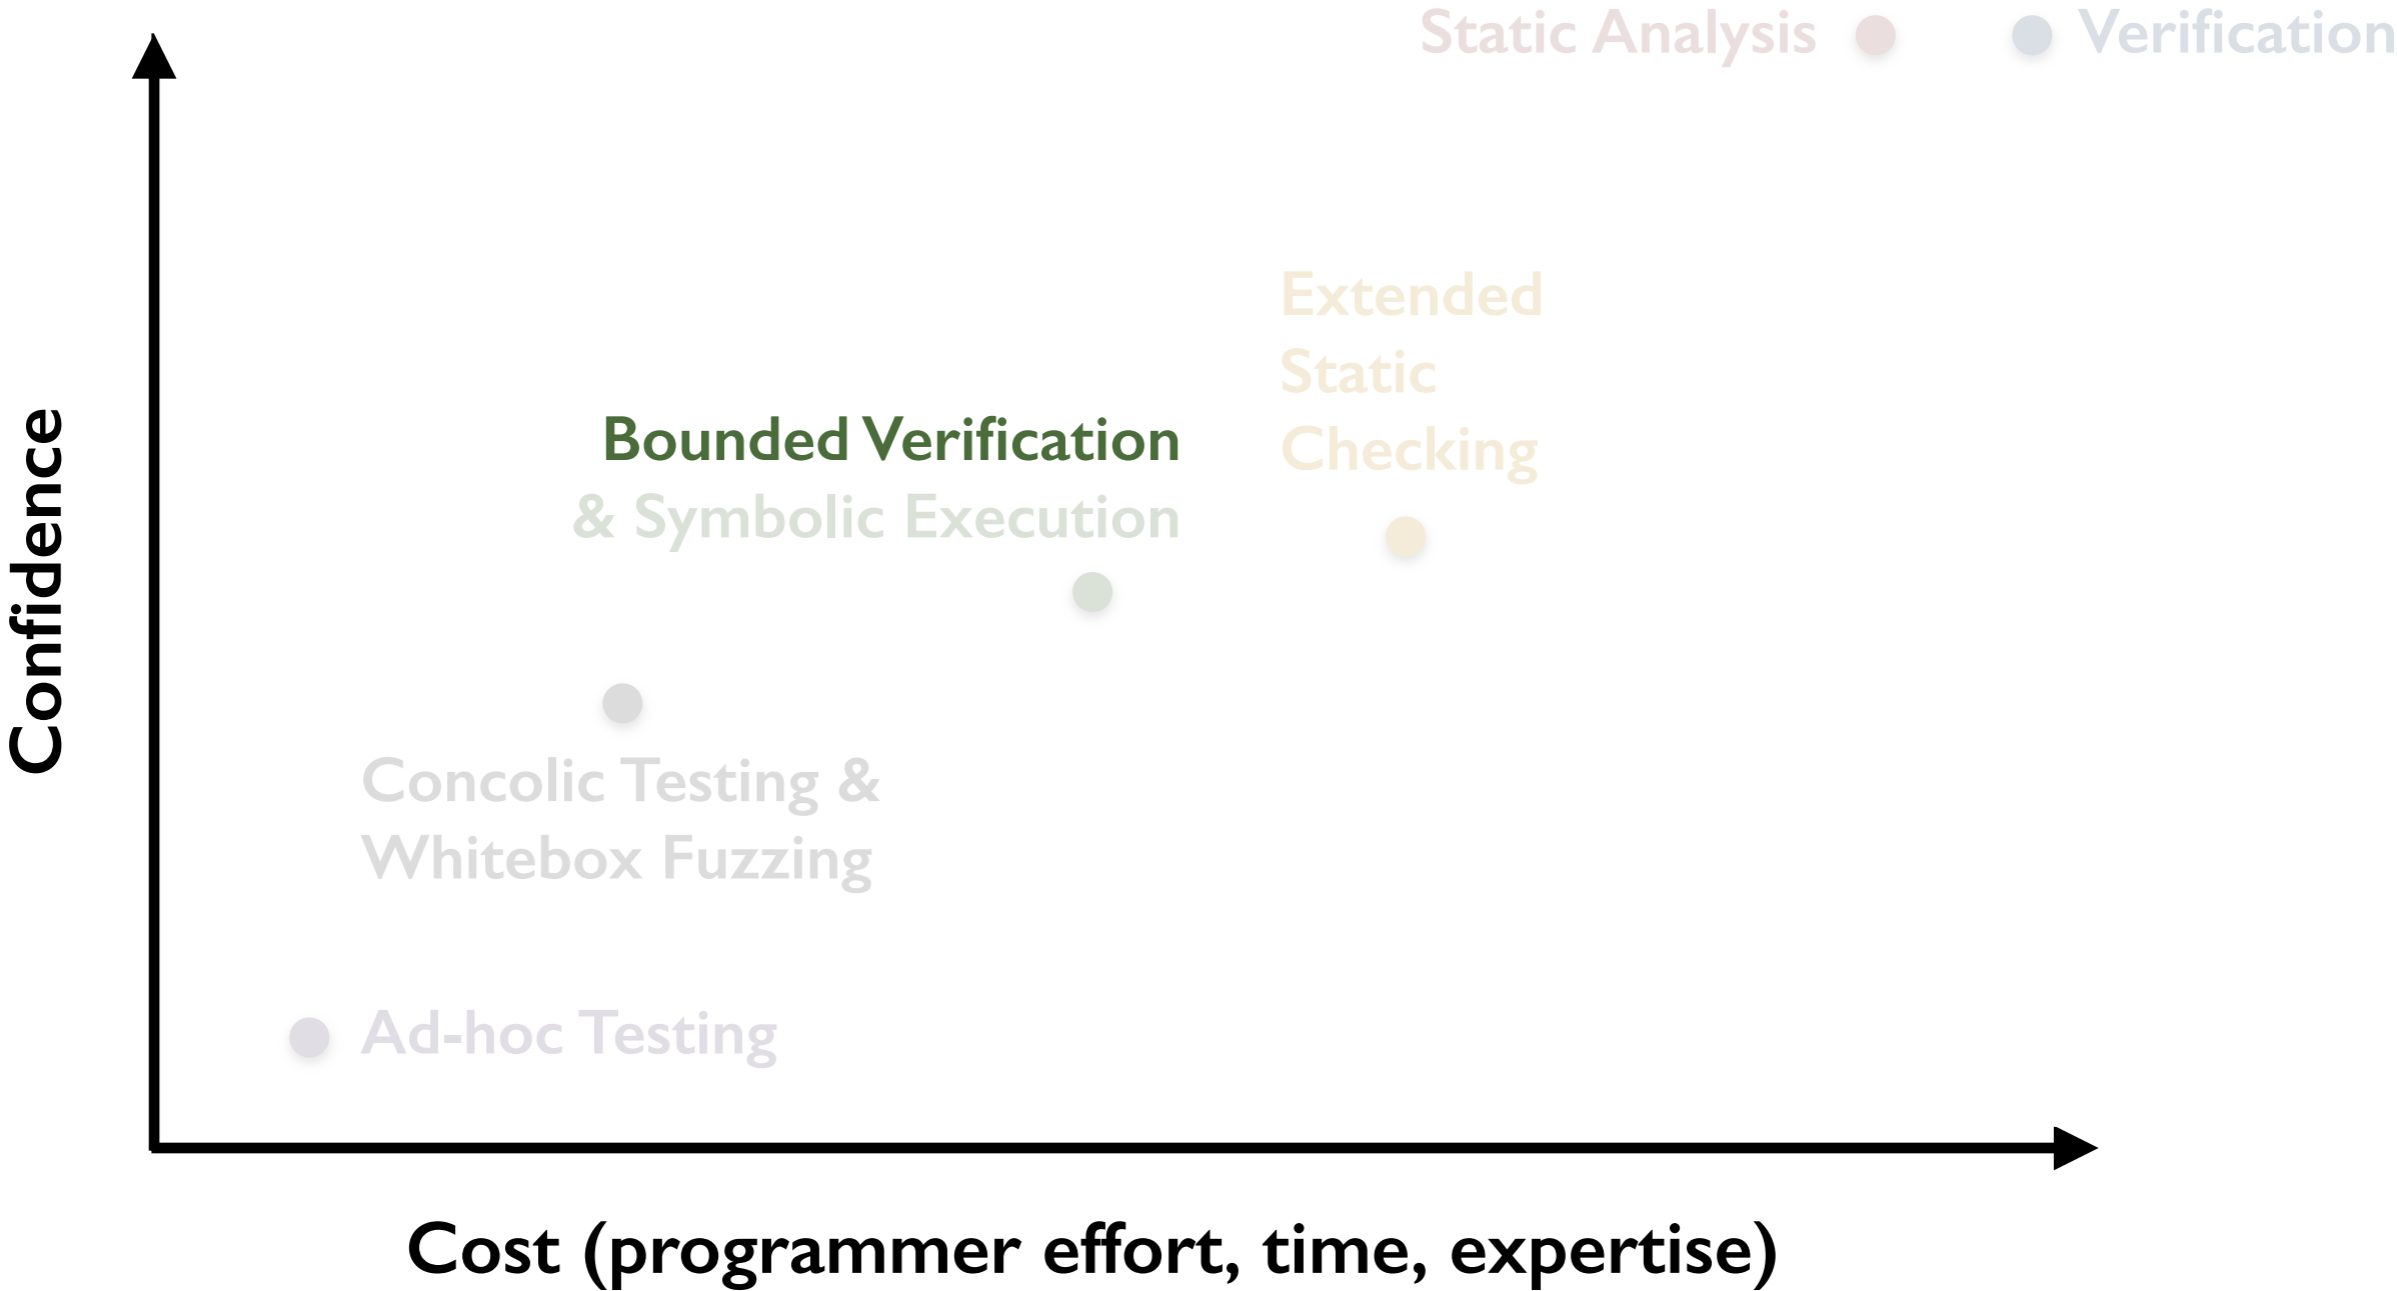 Static Analysis
Verification
Extended
Static
Checking
Bounded Verification
& Symbolic Execution
Confidence
Concolic Testing &
Whitebox Fuzzing
Ad-hoc Testing
Cost (programmer effort, time, expertise)